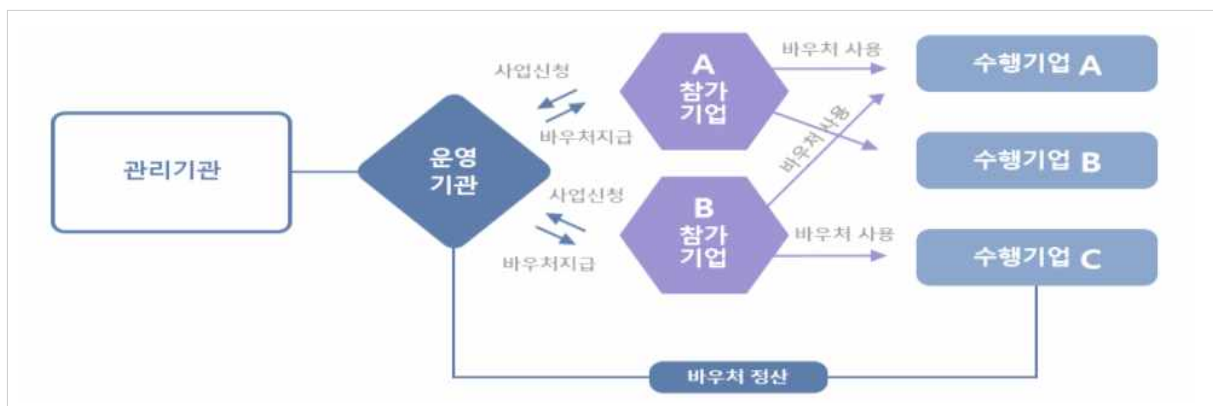 관리기관
운영
기관
사업신청
바우처지급
사업신청
바우처지급
A
참가
기업
B
참가
기업
바우처 사용
바우처 사용
바우처 사용
수행기업 A
수행기업 B
수행기업 C
바우처 정산